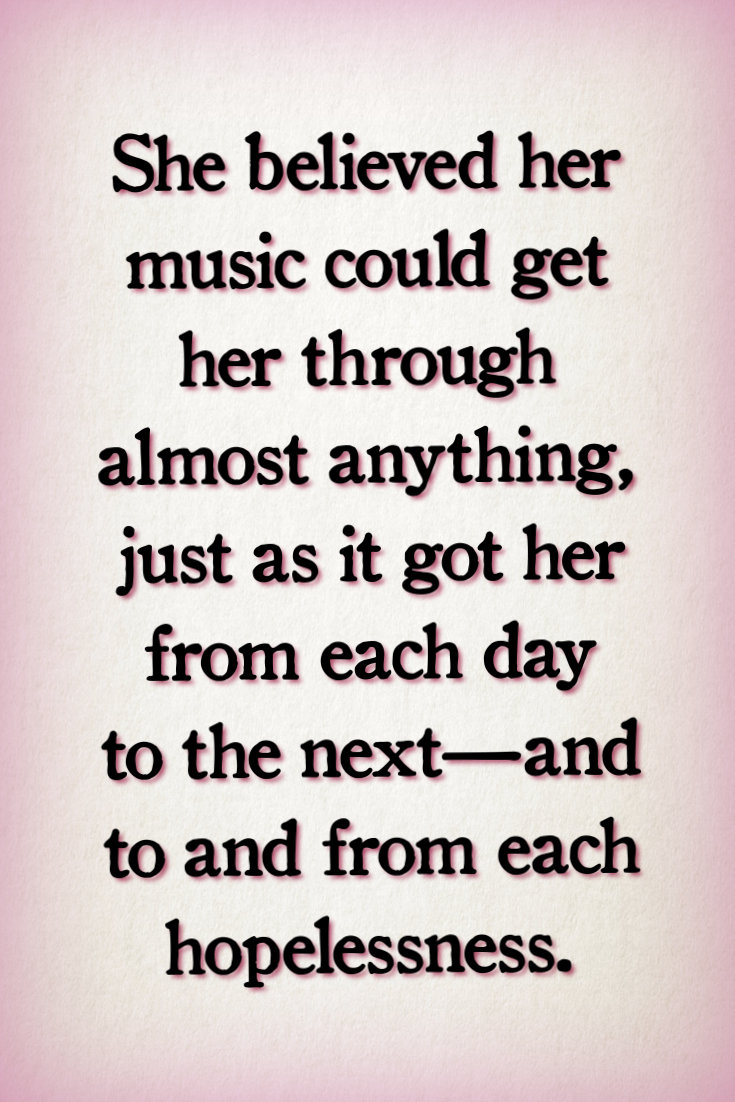 She believed her
music could get
her through
almost anything,
just as it got her
from each day
to the next—and
to and from each
hopelessness.